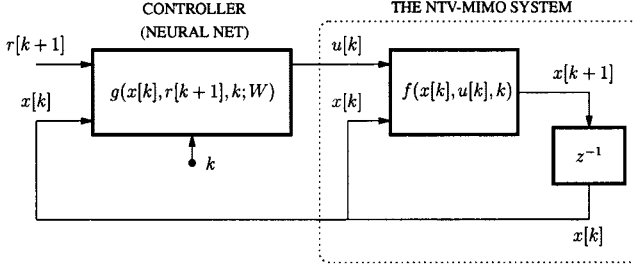 CONTROLLER
(NEURAL NET)
THE NTV-MIMO SYSTEM
r[k+1]
x[k]
g(x[k],r[k+1],k;W)
k
u[k]
x[k]
f(x[k],u[k],k)
x[k+1]
z⁻¹
x[k]